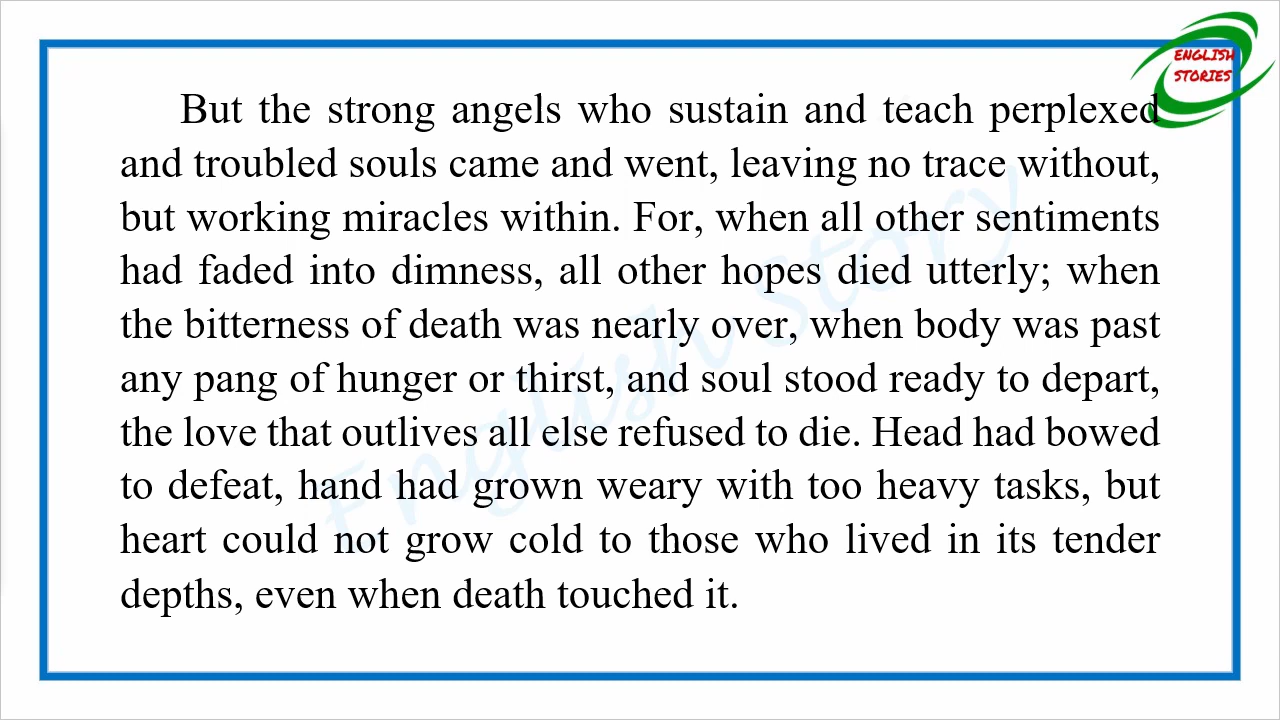 ENGLISH
STORIES
But the strong angels who sustain and teach perplexed
and troubled souls came and went, leaving no trace without,
but working miracles within. For, when all other sentiments
had faded into dimness, all other hopes died utterly; when
the bitterness of death was nearly over, when body was past
any pang of hunger or thirst, and soul stood ready to depart,
the love that outlives all else refused to die. Head had bowed
to defeat, hand had grown weary with too heavy tasks, but
heart could not grow cold to those who lived in its tender
depths, even when death touched it.
English Story